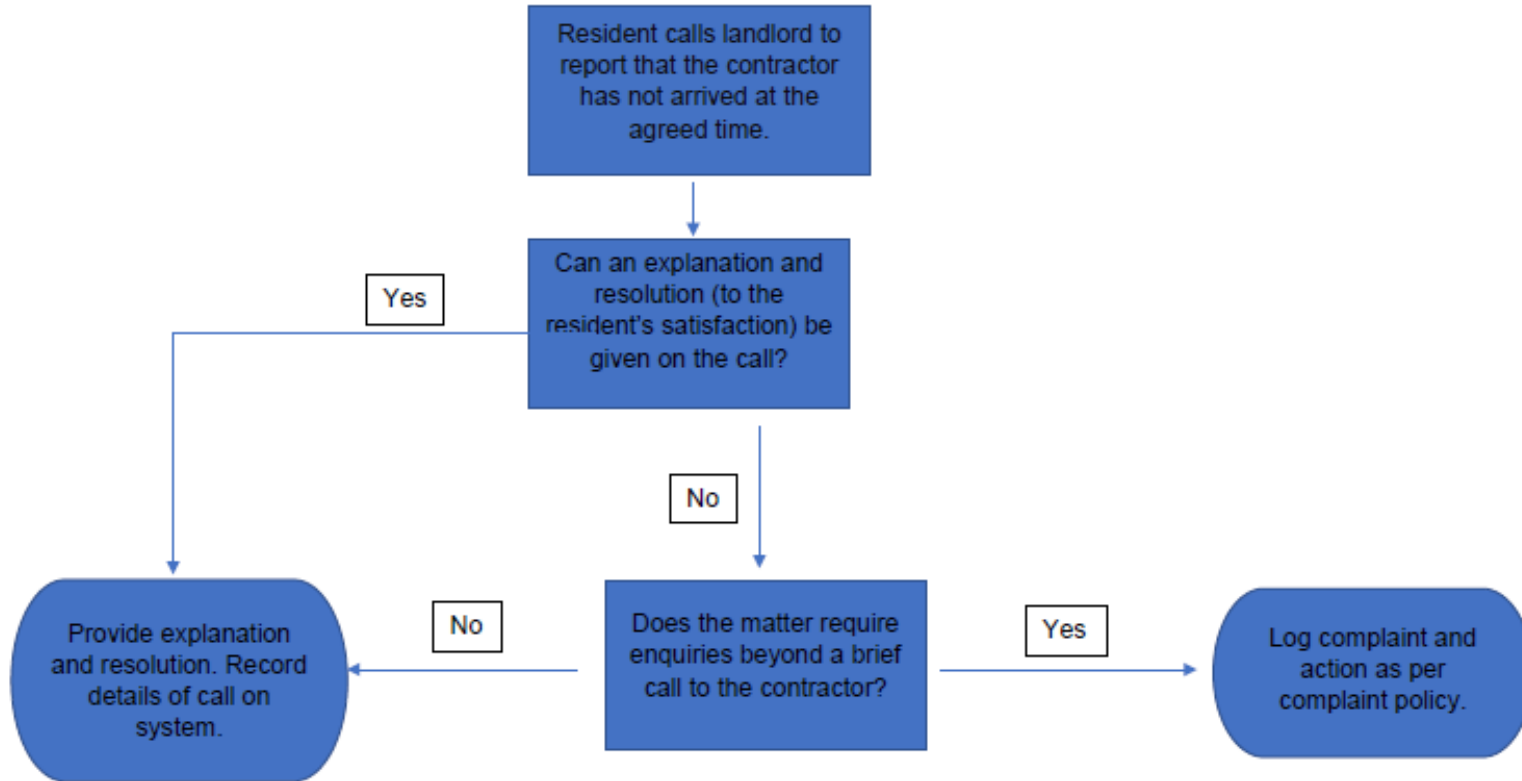 Resident calls landlord to
report that the contractor
has not arrived at the
agreed time.
Can an explanation and
resolution (to the
resident's satisfaction) be
given on the call?
Yes
No
Does the matter require
enquiries beyond a brief
call to the contractor?
No
Provide explanation
and resolution. Record
details of call on
system.
Yes
Log complaint and
action as per
complaint policy.